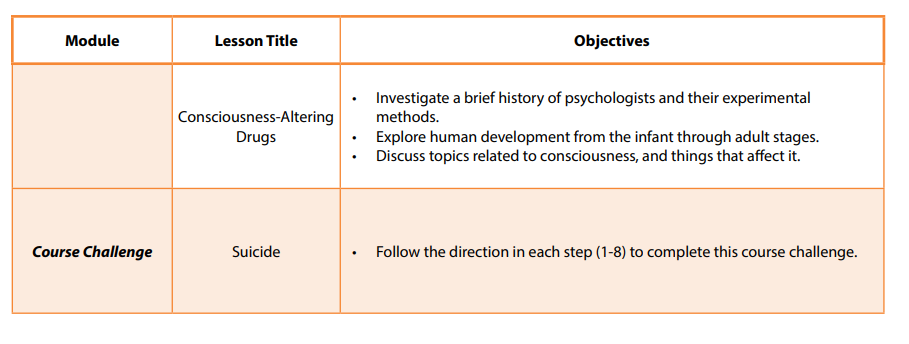 Module
Lesson Title
Objectives
Consciousness-Altering
Drugs
• Investigate a brief history of psychologists and their experimental
methods.
• Explore human development from the infant through adult stages.
• Discuss topics related to consciousness, and things that affect it.
Course Challenge
Suicide
• Follow the direction in each step (1-8) to complete this course challenge.